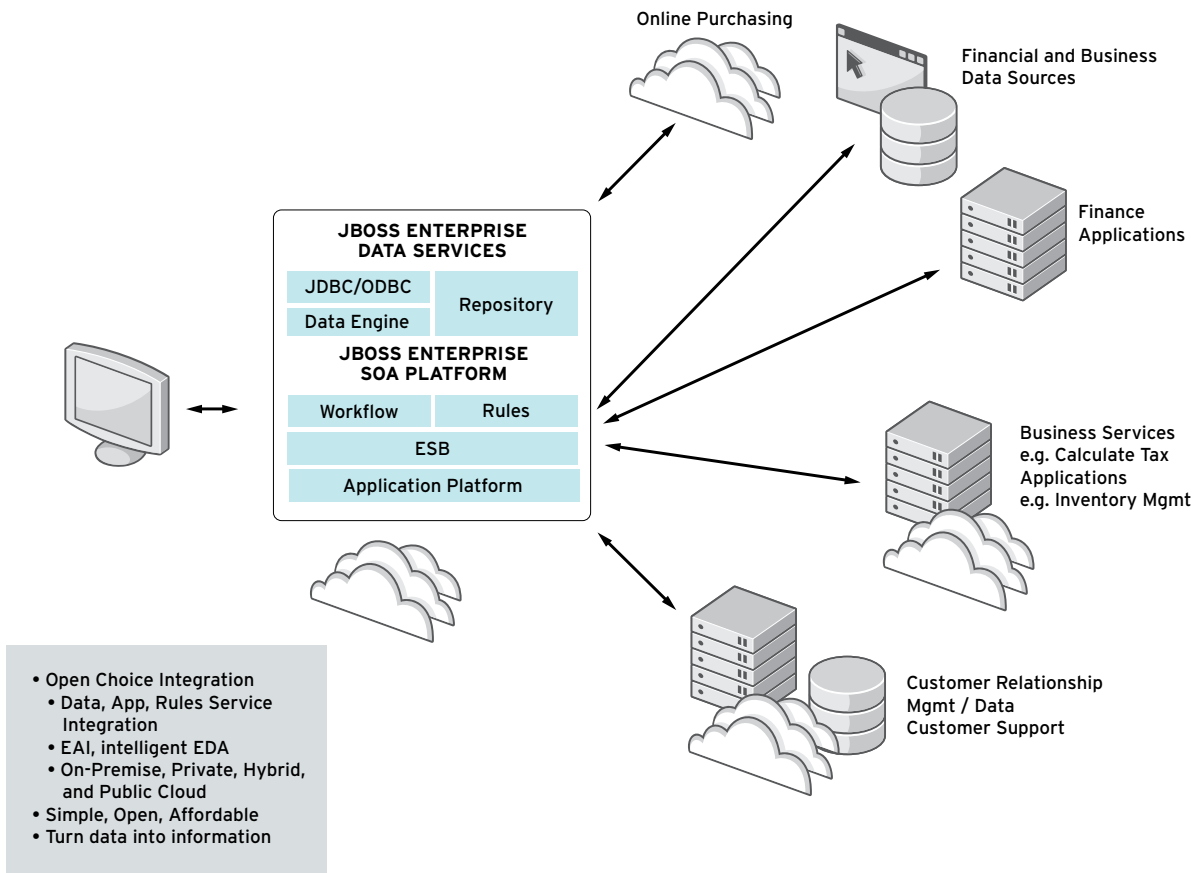 Online Purchasing
Financial and Business
Data Sources
Finance
Applications
JBOSS ENTERPRISE
DATA SERVICES
JDBC/ODBC
Data Engine
Repository
JBOSS ENTERPRISE
SOA PLATFORM
Workflow
Rules
ESB
Application Platform
Business Services
e.g. Calculate Tax
Applications
e.g. Inventory Mgmt
Customer Relationship
Mgmt / Data
Customer Support
• Open Choice Integration
• Data, App, Rules Service
Integration
• EAI, intelligent EDA
• On-Premise, Private, Hybrid,
and Public Cloud
• Simple, Open, Affordable
• Turn data into information